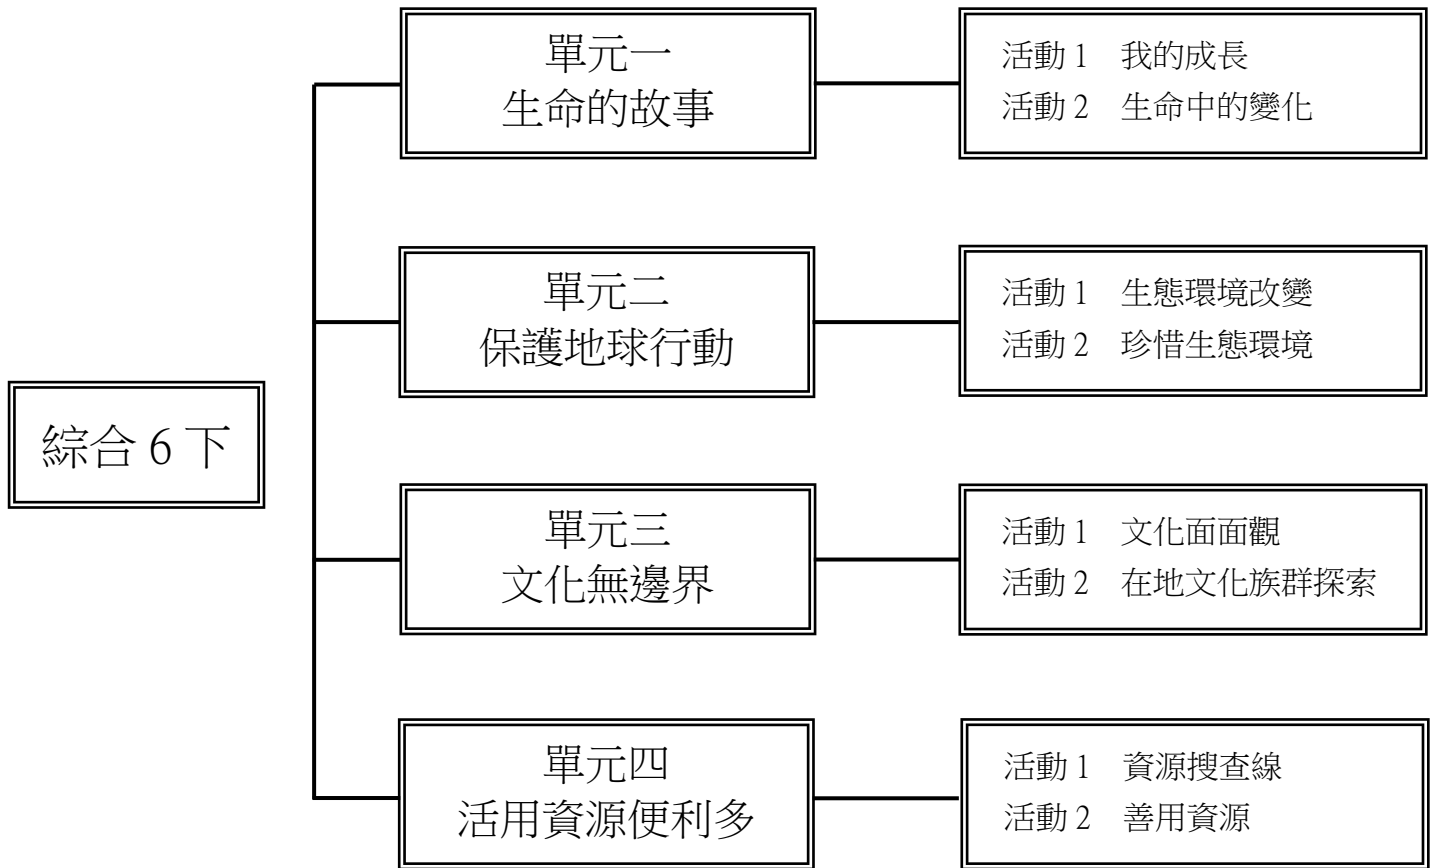 單元一
生命的故事
活動 1　我的成長
活動 2　生命中的變化
單元二
保護地球行動
活動 1　生態環境改變
活動 2　珍惜生態環境
綜合 6 下
單元三
文化無邊界
活動 1　文化面面觀
活動 2　在地文化族群探索
單元四
活用資源便利多
活動 1　資源搜查線
活動 2　善用資源